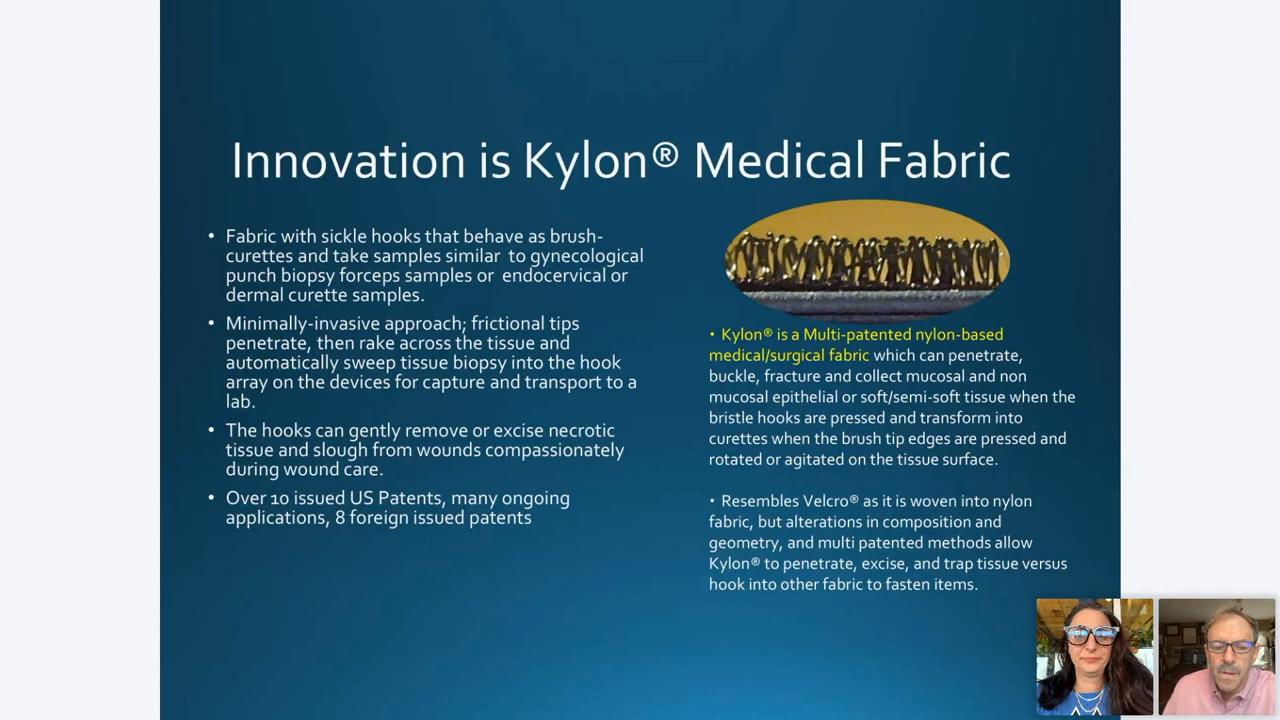 Innovation is Kylon® Medical Fabric
• Fabric with sickle hooks that behave as brush-
curettes and take samples similar to gynecological
punch biopsy forceps samples or endocervical or
dermal curette samples.
• Minimally-invasive approach; frictional tips
penetrate, then rake across the tissue and
automatically sweep tissue biopsy into the hook
array on the devices for capture and transport to a
lab.
• The hooks can gently remove or excise necrotic
tissue and slough from wounds compassionately
during wound care.
• Over 10 issued US Patents, many ongoing
applications, 8 foreign issued patents
• Kylon® is a Multi-patented nylon-based
medical/surgical fabric which can penetrate,
buckle, fracture and collect mucosal and non
mucosal epithelial or soft/semi-soft tissue when the
bristle hooks are pressed and transform into
curettes when the brush tip edges are pressed and
rotated or agitated on the tissue surface.
• Resembles Velcro® as it is woven into nylon
fabric, but alterations in composition and
geometry, and multi patented methods allow
Kylon® to penetrate, excise, and trap tissue versus
hook into other fabric to fasten items.